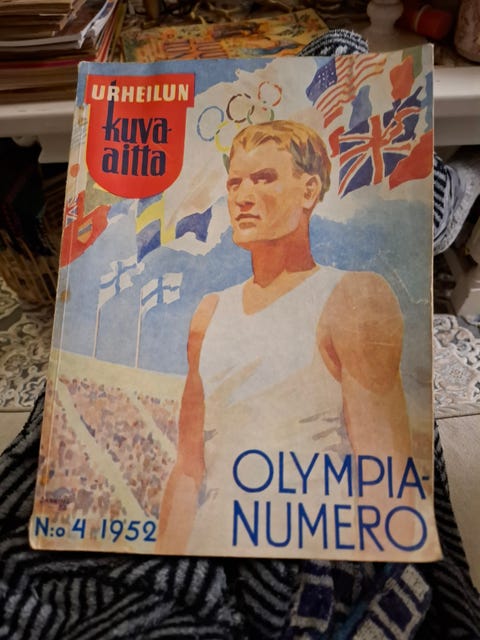 URHEILUN
kuva-
aitta
OLYMPIA-
NUMERO
N:o 4 1952